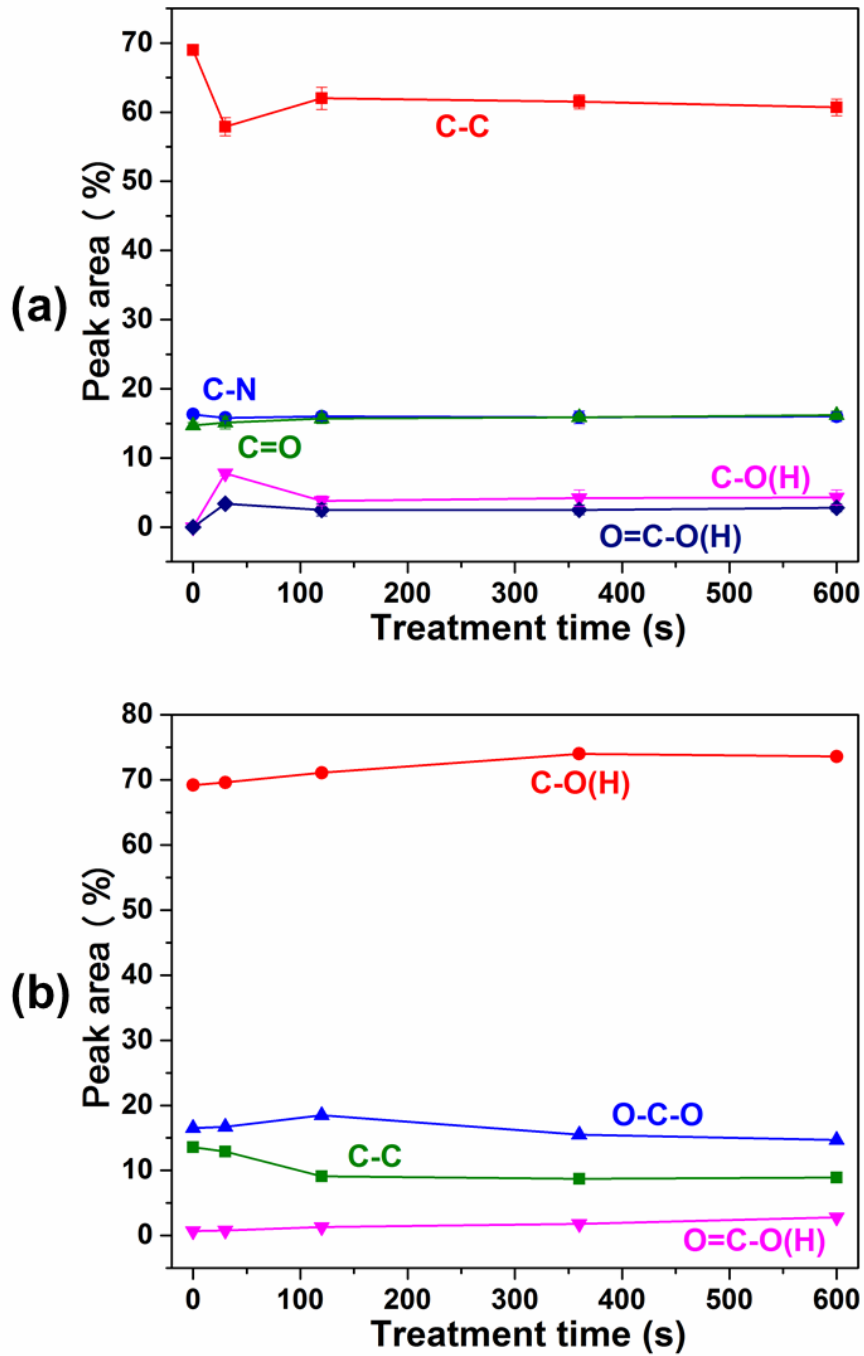 (a)
Peak area ( %)
70
60
50
40
30
20
10
0
C-C
C-N
C=O
C-O(H)
O=C-O(H)
0 100 200 300 400 500 600
Treatment time (s)
(b)
Peak area ( %)
80
70
60
50
40
30
20
10
0
C-O(H)
O-C-O
C-C
O=C-O(H)
0 100 200 300 400 500 600
Treatment time (s)